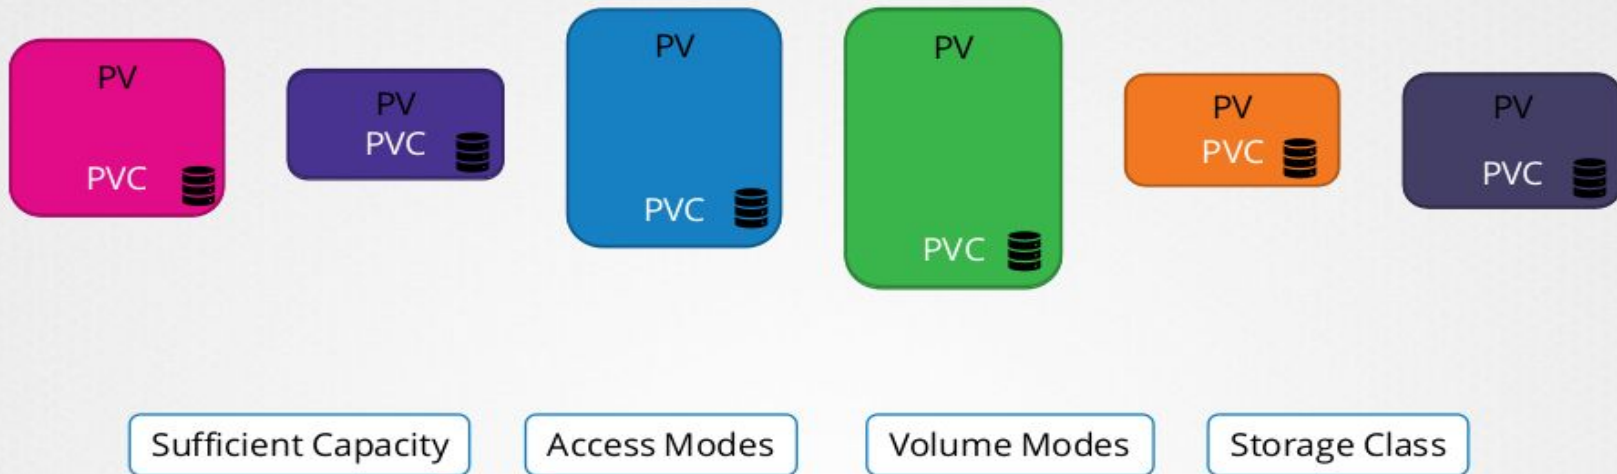 PV
PVC
PV
PVC
PV
PVC
PV
PVC
PV
PVC
PV
PVC
Sufficient Capacity
Access Modes
Volume Modes
Storage Class